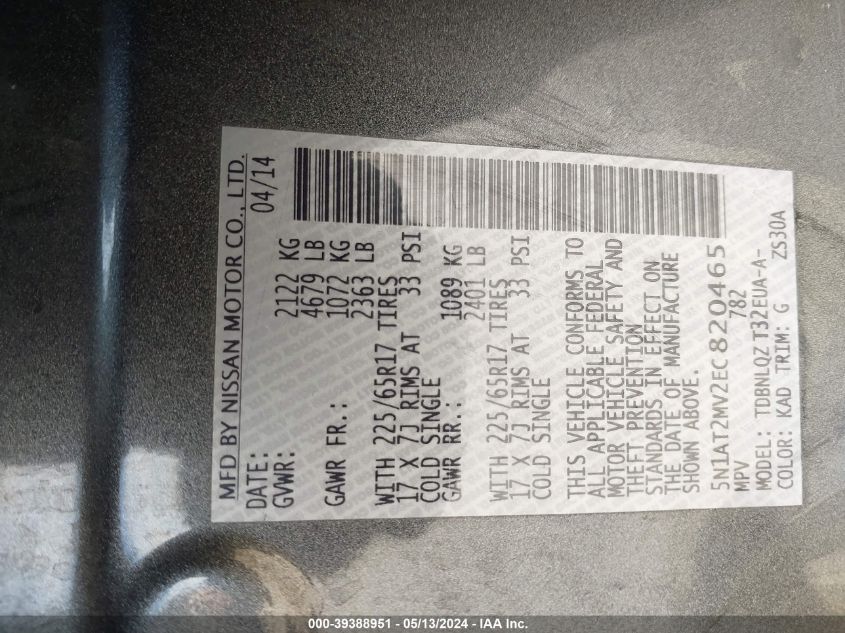 MFD BY NISSAN MOTOR CO., LTD.
DATE: 04/14
GVWR: 2122 KG
4679 LB
GAWR FR.: 1072 KG
2363 LB
WITH 225/65R17 TIRES
17 X 7J RIMS AT 33 PSI
COLD SINGLE
GAWR RR.: 1089 KG
2401 LB
WITH 225/65R17 TIRES
17 X 7J RIMS AT 33 PSI
COLD SINGLE
THIS VEHICLE CONFORMS TO
ALL APPLICABLE FEDERAL
MOTOR VEHICLE SAFETY AND
THEFT PREVENTION
STANDARDS IN EFFECT ON
THE DATE OF MANUFACTURE
SHOWN ABOVE.
5N1AT2MV2EC820465
MPV 782
MODEL: TDBNLQZ T32EUA-A-
COLOR: KAD TRIM: G ZS30A
000-39388951 - 05/13/2024 - IAA Inc.